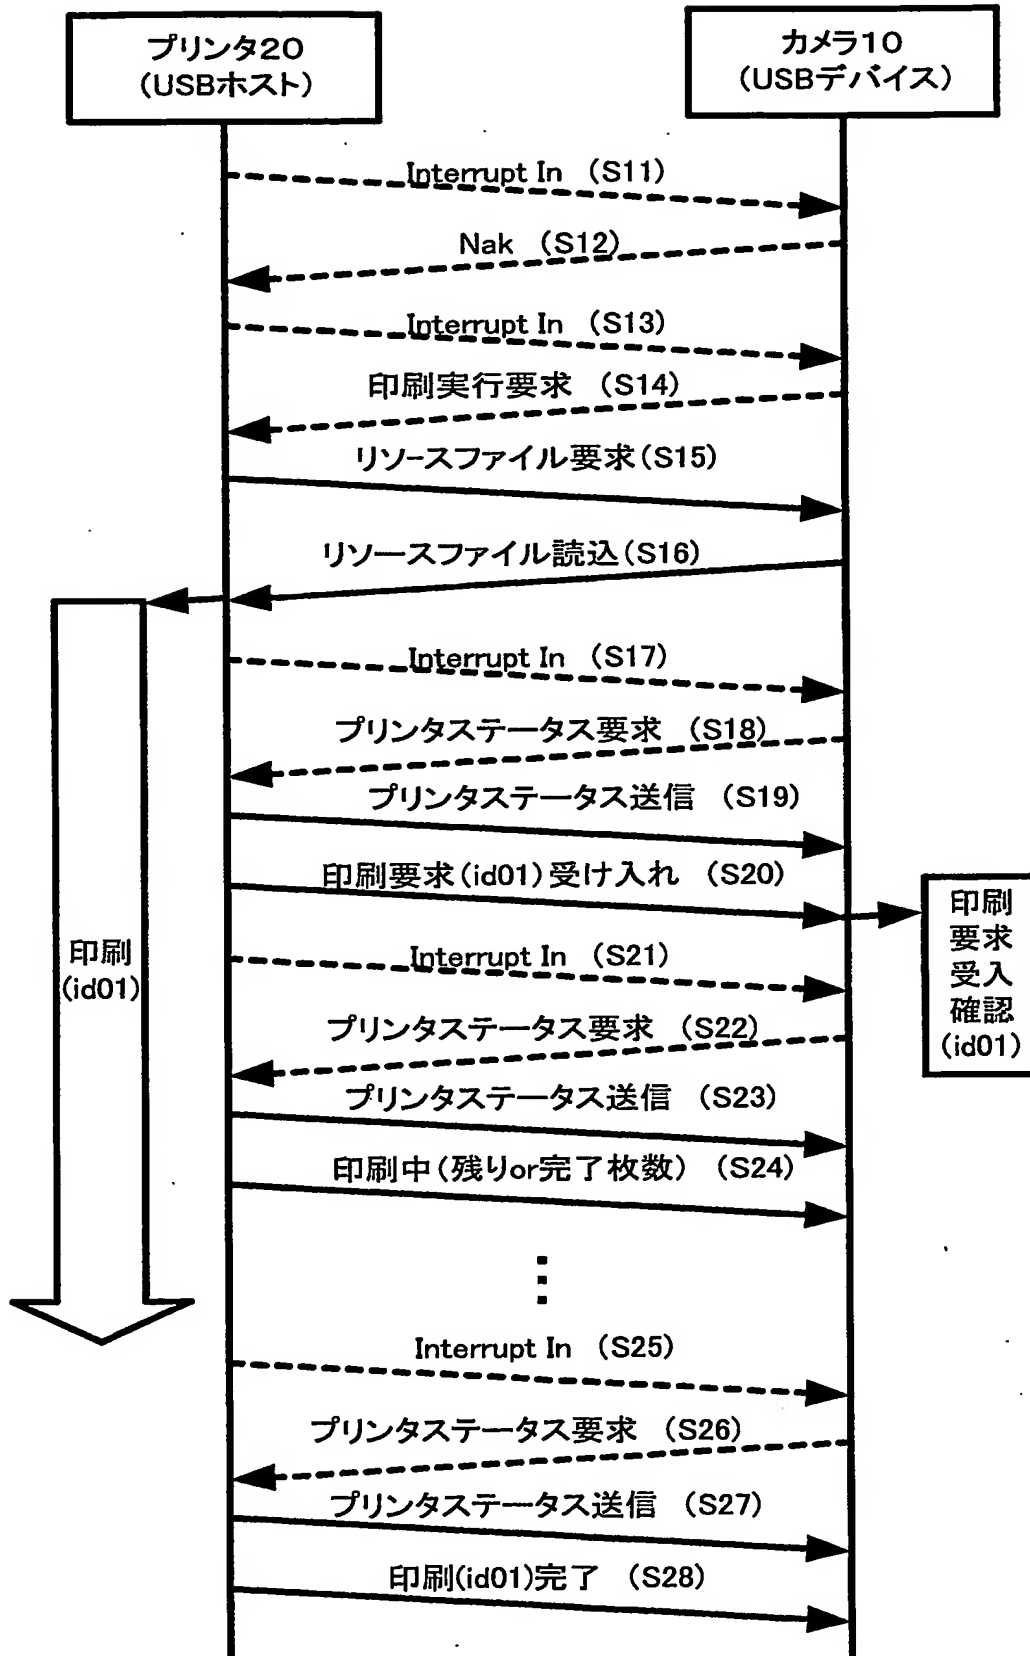 プリンタ20
(USBホスト)
カメラ10
(USBデバイス)
Interrupt In (S11)
Nak (S12)
Interrupt In (S13)
印刷実行要求 (S14)
リソースファイル要求(S15)
リソースファイル読込(S16)
Interrupt In (S17)
プリンタステータス要求 (S18)
プリンタステータス送信 (S19)
印刷要求(id01)受け入れ (S20)
印刷
要求
受入
確認
(id01)
印刷
(id01)
Interrupt In (S21)
プリンタステータス要求 (S22)
プリンタステータス送信 (S23)
印刷中(残りor完了枚数) (S24)
Interrupt In (S25)
プリンタステータス要求 (S26)
プリンタステータス送信 (S27)
印刷(id01)完了 (S28)